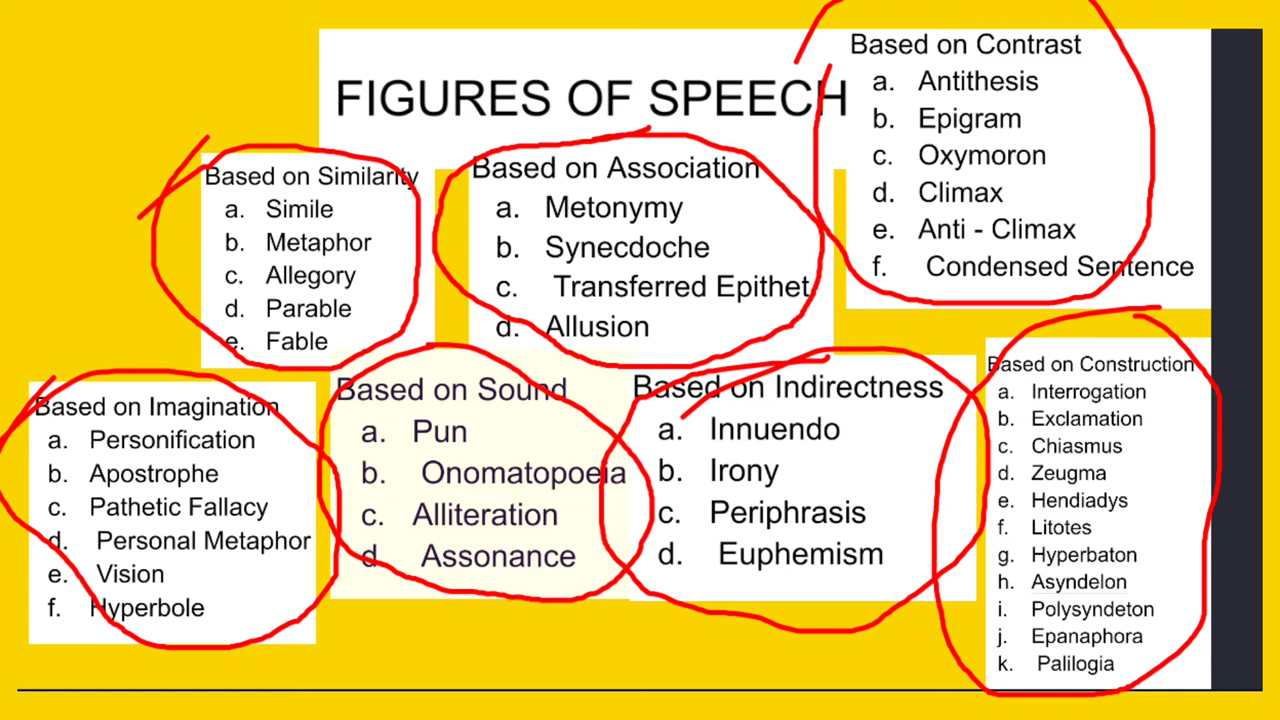 FIGURES OF SPEECH
Based on Similarity
a. Simile
b. Metaphor
c. Allegory
d. Parable
e. Fable
Based on Association
a. Metonymy
b. Synecdoche
c. Transferred Epithet
d. Allusion
Based on Contrast
a. Antithesis
b. Epigram
c. Oxymoron
d. Climax
e. Anti - Climax
f. Condensed Sentence
Based on Imagination
a. Personification
b. Apostrophe
c. Pathetic Fallacy
d. Personal Metaphor
e. Vision
f. Hyperbole
Based on Sound
a. Pun
b. Onomatopoeia
c. Alliteration
d. Assonance
Based on Indirectness
a. Innuendo
b. Irony
c. Periphrasis
d. Euphemism
Based on Construction
a. Interrogation
b. Exclamation
c. Chiasmus
d. Zeugma
e. Hendiadys
f. Litotes
g. Hyperbaton
h. Asyndelon
i. Polysyndeton
j. Epanaphora
k. Palilogia